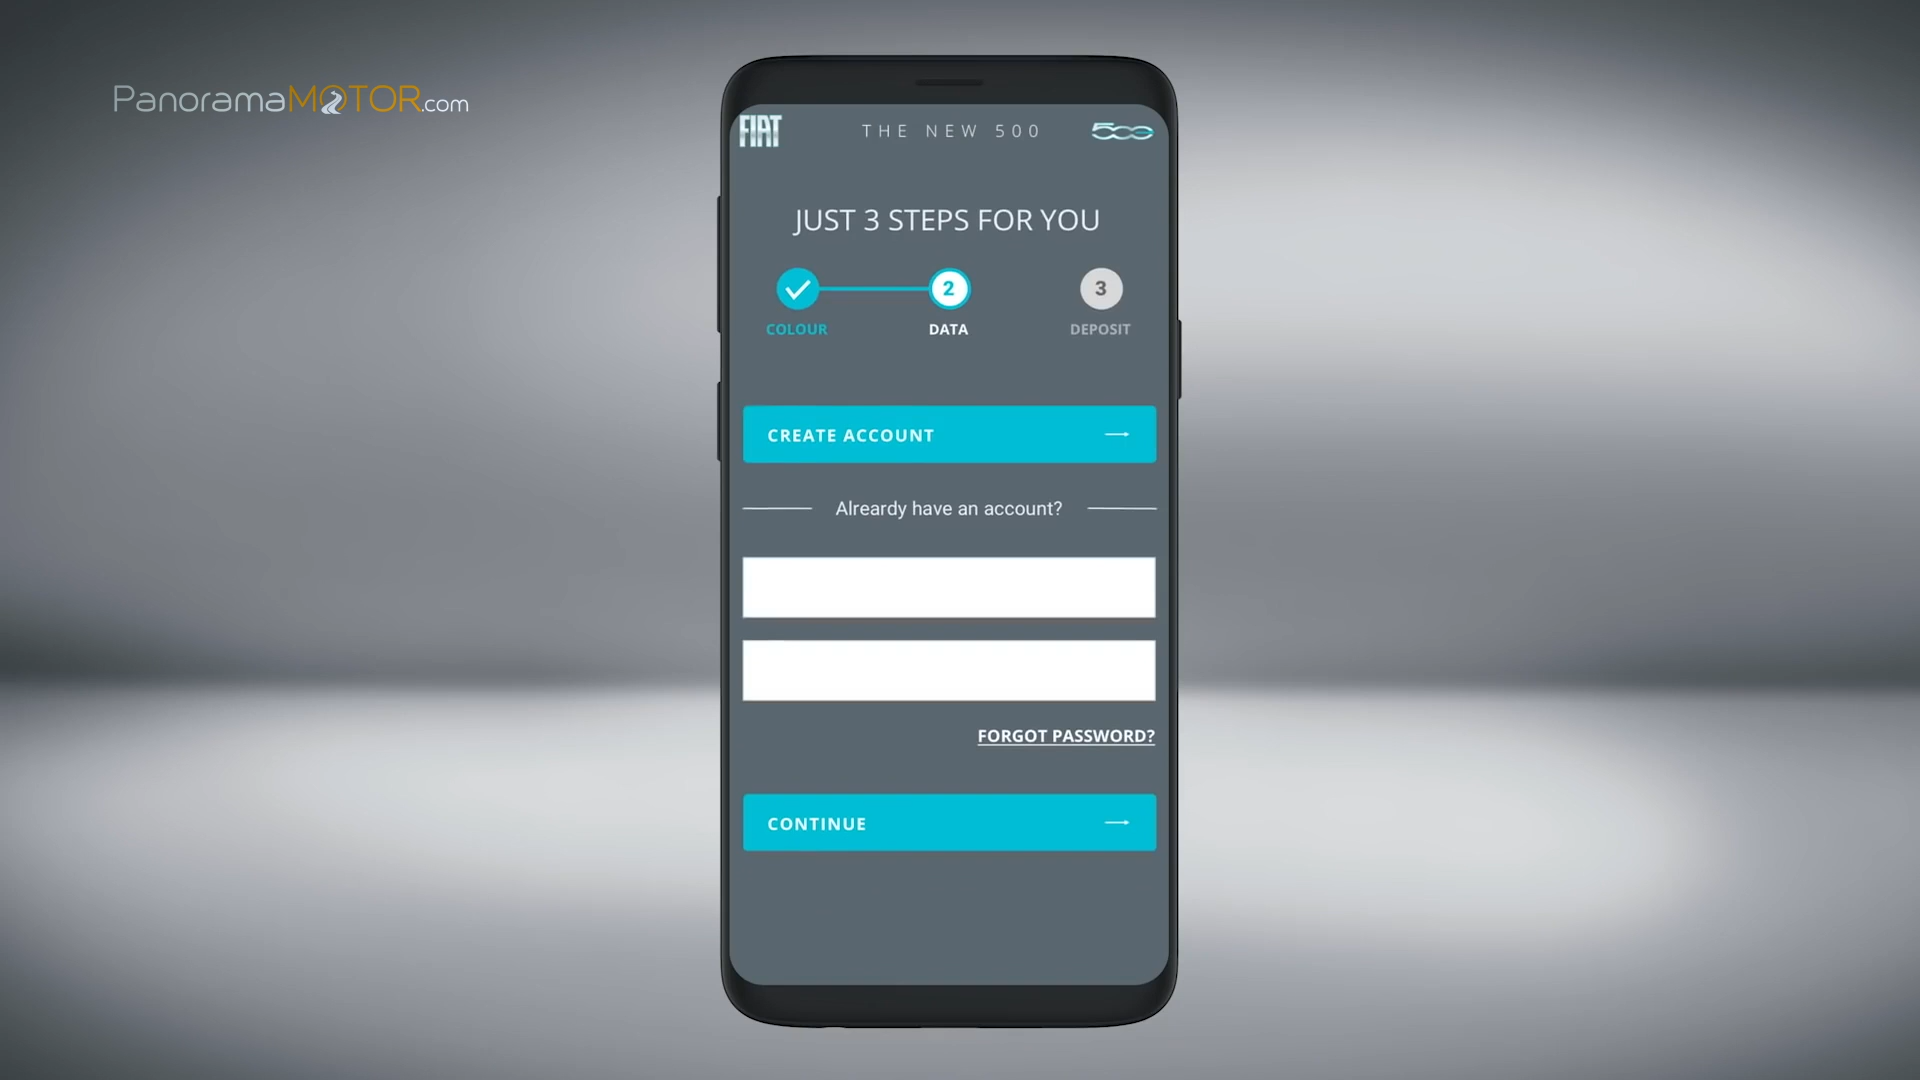 PanoramaMOTOR.com
FIAT THE NEW 500 500
JUST 3 STEPS FOR YOU
2 3
COLOUR DATA DEPOSIT
CREATE ACCOUNT
Alreardy have an account?
FORGOT PASSWORD?
CONTINUE